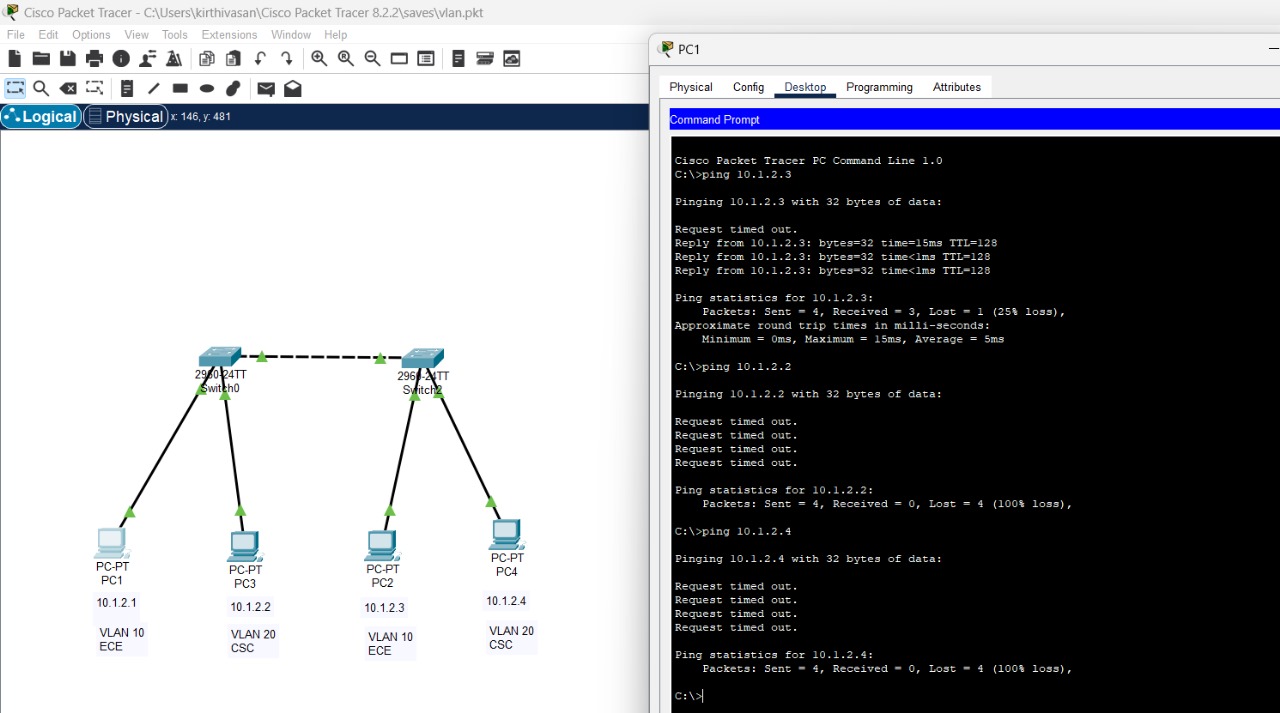 Cisco Packet Tracer - C:\Users\kirthivasan\Cisco Packet Tracer 8.2.2\saves\vlan.pkt
File Edit Options View Tools Extensions Window Help
Logical Physical x: 146, y: 481
2960-24TT
Switch0
2960-24TT
Switch2
PC-PT
PC1
PC-PT
PC3
PC-PT
PC2
PC-PT
PC4
10.1.2.1
10.1.2.2
10.1.2.3
10.1.2.4
VLAN 10
ECE
VLAN 20
CSC
VLAN 10
ECE
VLAN 20
CSC
PC1
Physical Config Desktop Programming Attributes
Command Prompt
Cisco Packet Tracer PC Command Line 1.0
C:\>ping 10.1.2.3
Pinging 10.1.2.3 with 32 bytes of data:
Request timed out.
Reply from 10.1.2.3: bytes=32 time=15ms TTL=128
Reply from 10.1.2.3: bytes=32 time<1ms TTL=128
Reply from 10.1.2.3: bytes=32 time<1ms TTL=128
Ping statistics for 10.1.2.3:
Packets: Sent = 4, Received = 3, Lost = 1 (25% loss),
Approximate round trip times in milli-seconds:
Minimum = 0ms, Maximum = 15ms, Average = 5ms
C:\>ping 10.1.2.2
Pinging 10.1.2.2 with 32 bytes of data:
Request timed out.
Request timed out.
Request timed out.
Request timed out.
Ping statistics for 10.1.2.2:
Packets: Sent = 4, Received = 0, Lost = 4 (100% loss),
C:\>ping 10.1.2.4
Pinging 10.1.2.4 with 32 bytes of data:
Request timed out.
Request timed out.
Request timed out.
Request timed out.
Ping statistics for 10.1.2.4:
Packets: Sent = 4, Received = 0, Lost = 4 (100% loss),
C:\>